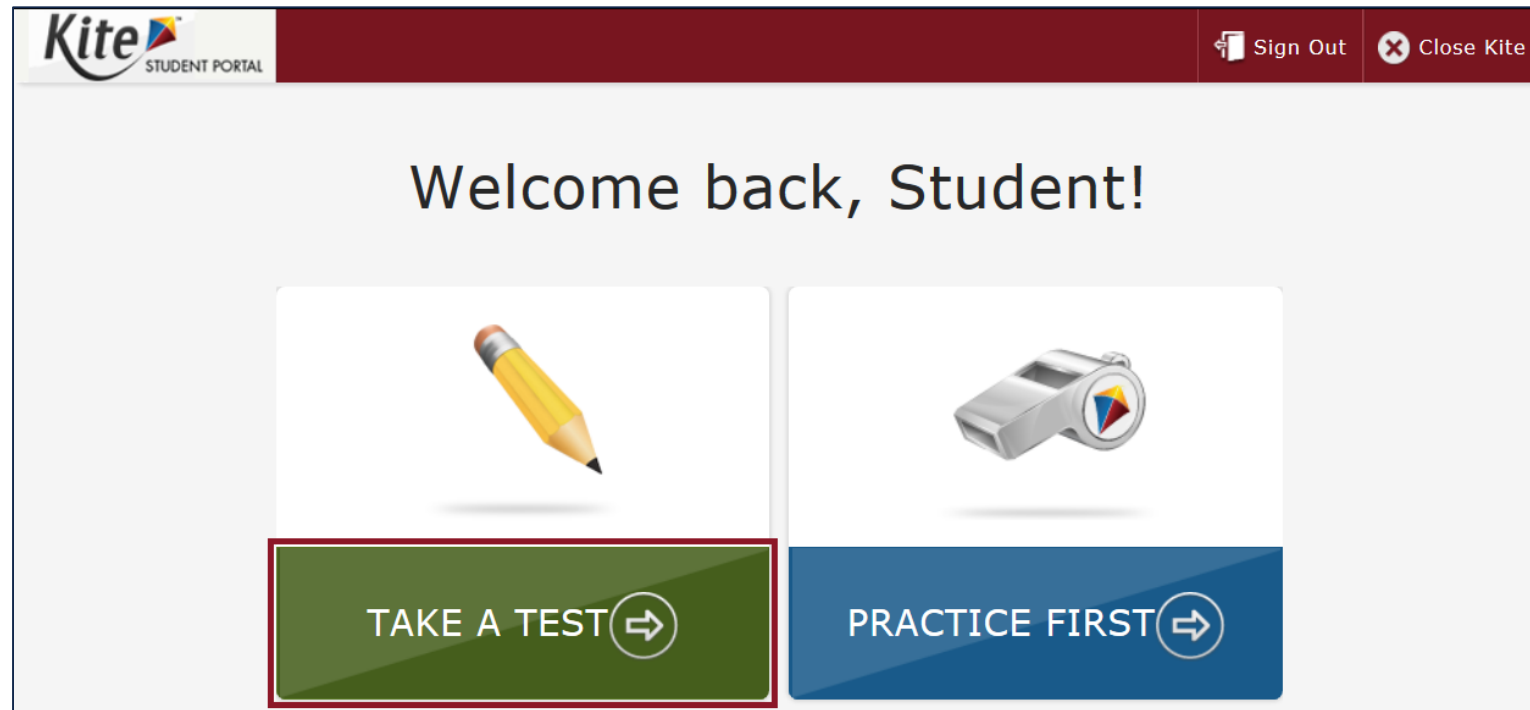 Kite
STUDENT PORTAL
Sign Out
Close Kite
Welcome back, Student!
TAKE A TEST
PRACTICE FIRST